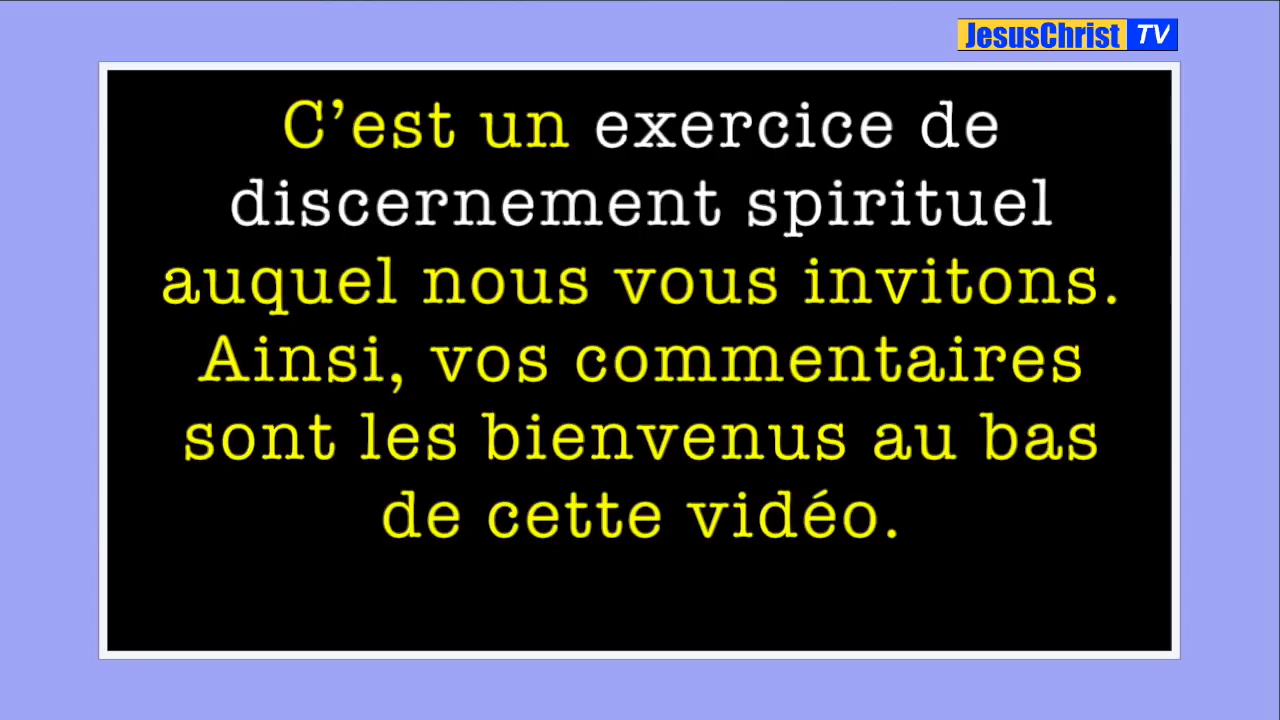 JesusChrist TV
C’est un exercice de
discernement spirituel
auquel nous vous invitons.
Ainsi, vos commentaires
sont les bienvenus au bas
de cette vidéo.